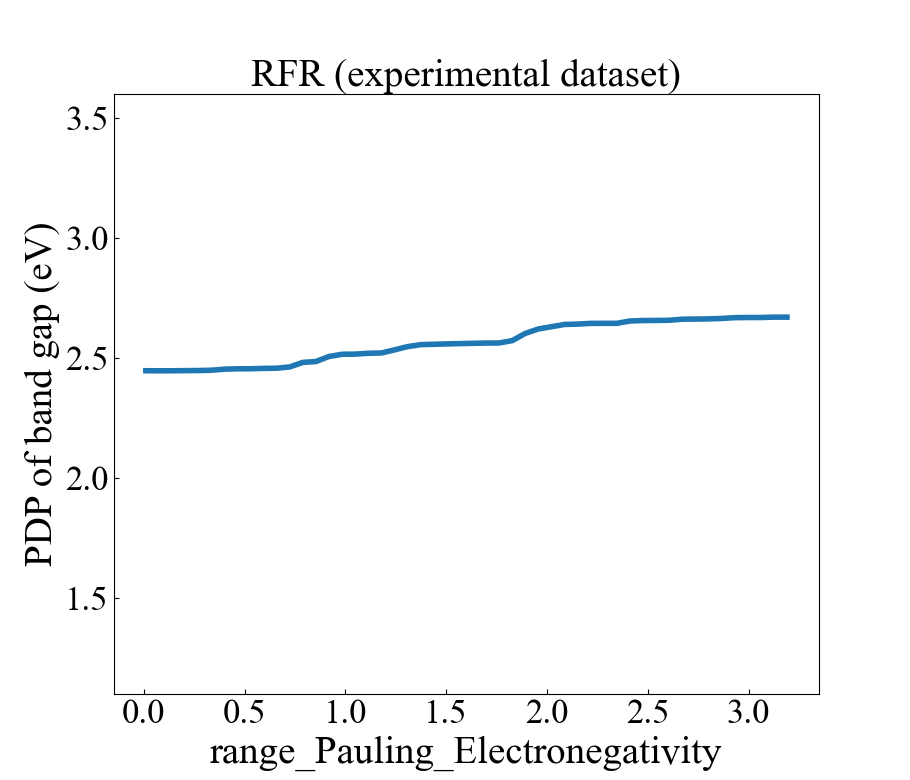 RFR (experimental dataset)
PDP of band gap (eV)
3.5
3.0
2.5
2.0
1.5
0.0 0.5 1.0 1.5 2.0 2.5 3.0
range_Pauling_Electronegativity